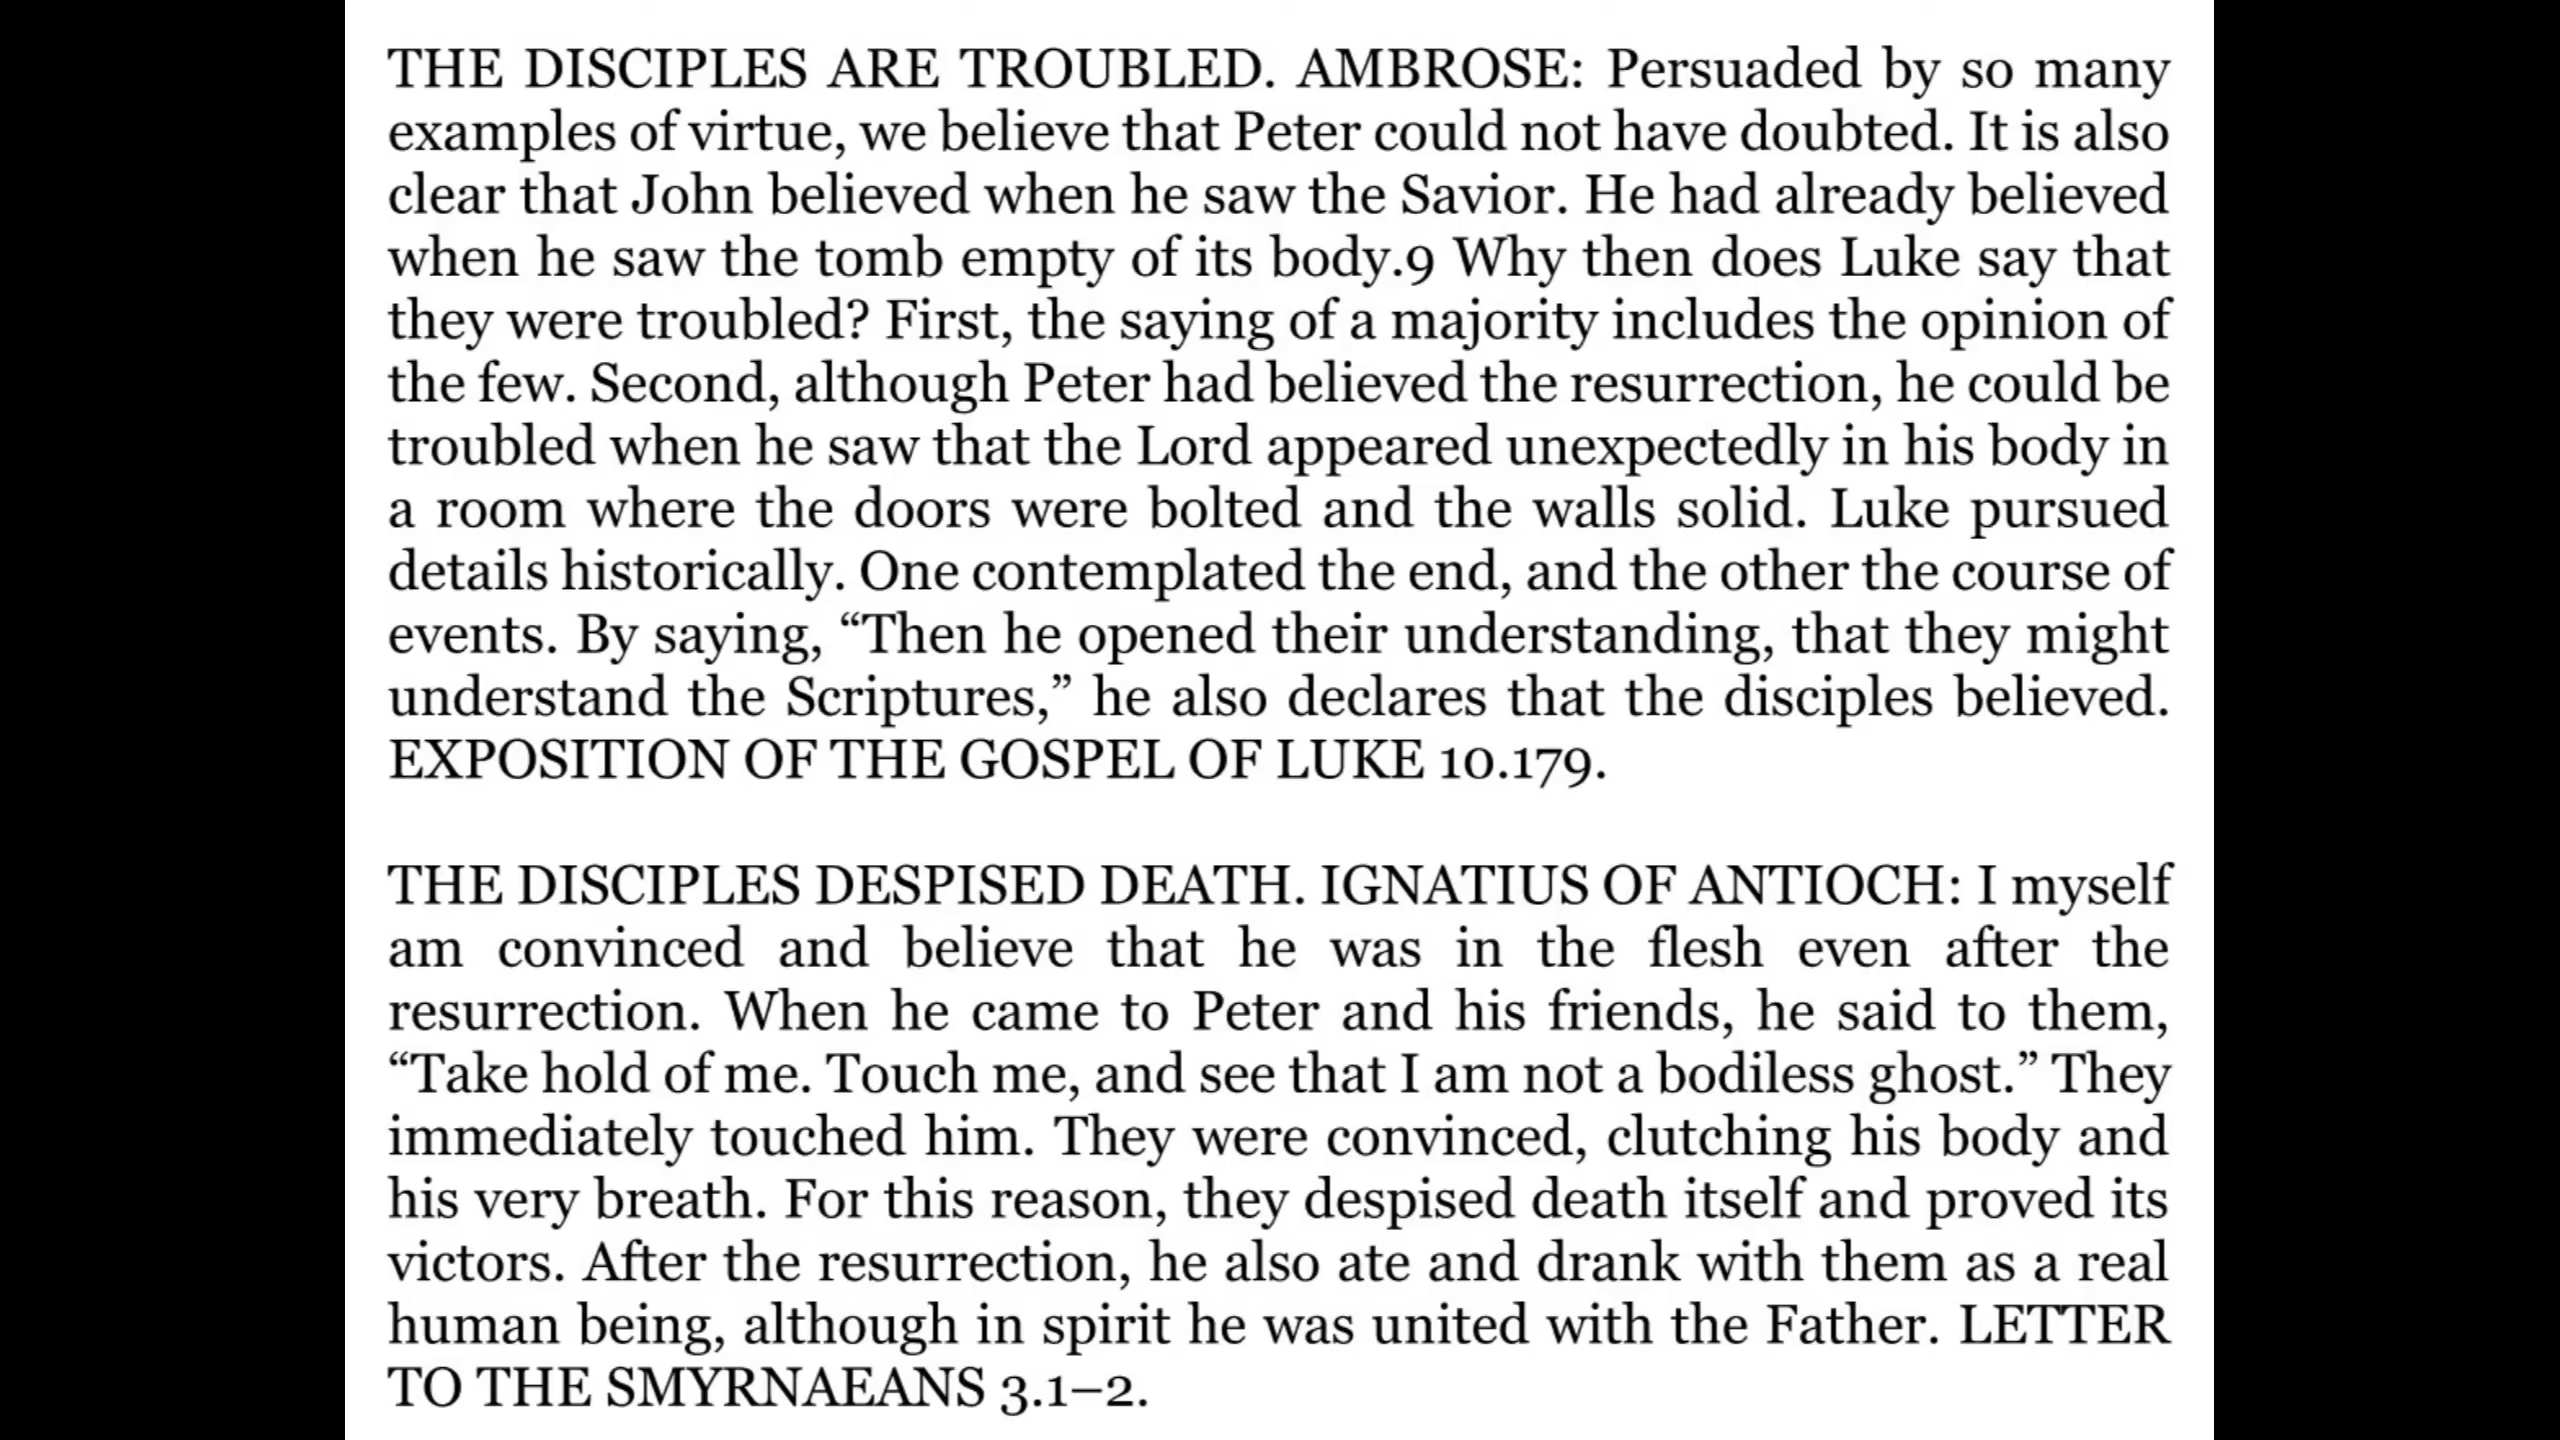 THE DISCIPLES ARE TROUBLED. AMBROSE: Persuaded by so many
examples of virtue, we believe that Peter could not have doubted. It is also
clear that John believed when he saw the Savior. He had already believed
when he saw the tomb empty of its body.9 Why then does Luke say that
they were troubled? First, the saying of a majority includes the opinion of
the few. Second, although Peter had believed the resurrection, he could be
troubled when he saw that the Lord appeared unexpectedly in his body in
a room where the doors were bolted and the walls solid. Luke pursued
details historically. One contemplated the end, and the other the course of
events. By saying, “Then he opened their understanding, that they might
understand the Scriptures,” he also declares that the disciples believed.
EXPOSITION OF THE GOSPEL OF LUKE 10.179.
THE DISCIPLES DESPISED DEATH. IGNATIUS OF ANTIOCH: I myself
am convinced and believe that he was in the flesh even after the
resurrection. When he came to Peter and his friends, he said to them,
“Take hold of me. Touch me, and see that I am not a bodiless ghost.” They
immediately touched him. They were convinced, clutching his body and
his very breath. For this reason, they despised death itself and proved its
victors. After the resurrection, he also ate and drank with them as a real
human being, although in spirit he was united with the Father. LETTER
TO THE SMYRNAEANS 3.1–2.